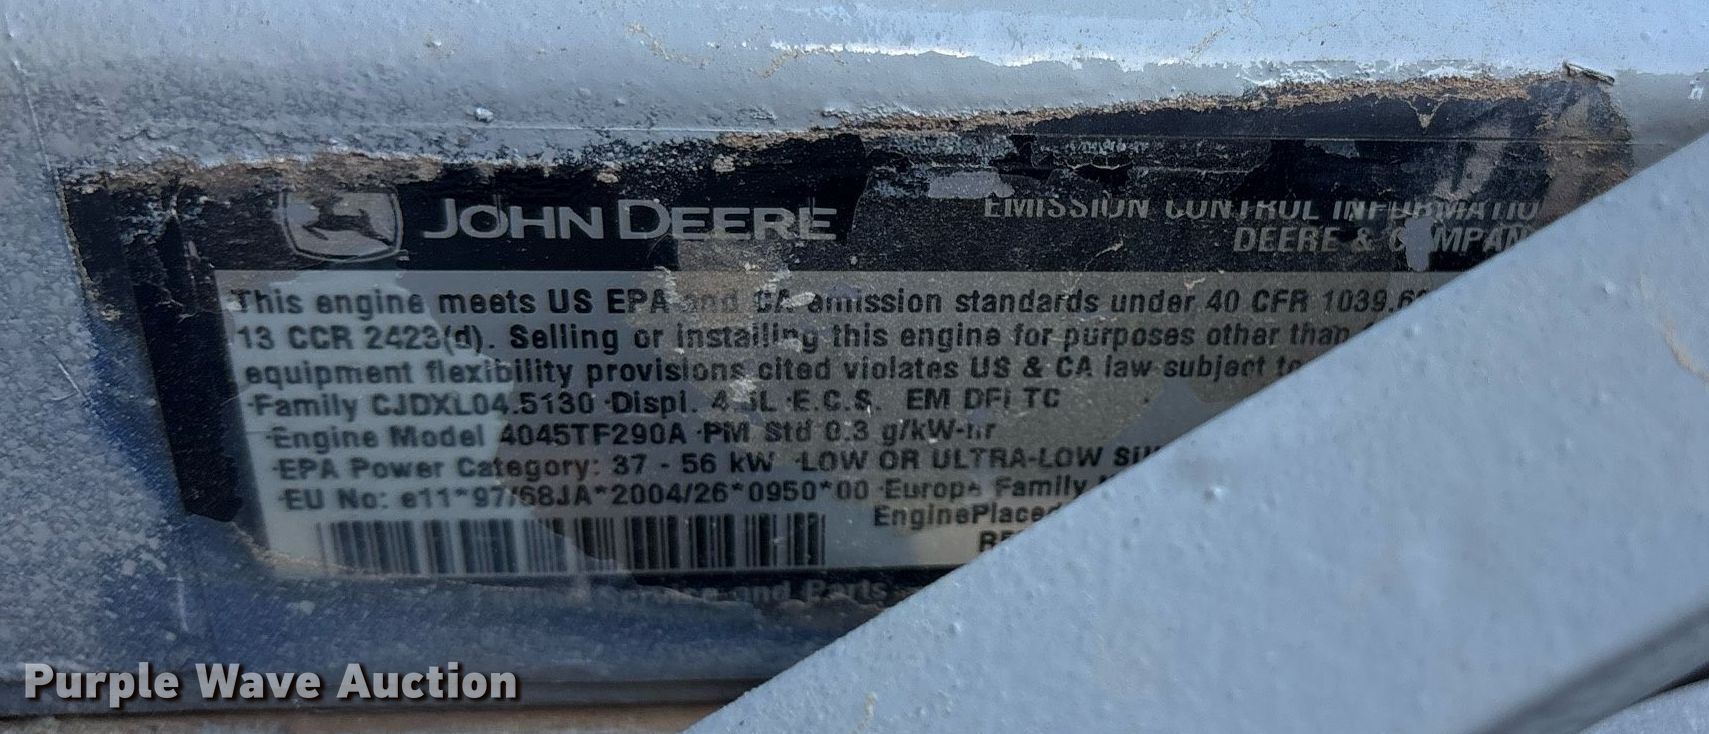 JOHN DEERE
EMISSION CONTROL
DEERE &
This engine meets US EPA and CA emission standards under 40 CFR
13 CCR 2423(d). Selling or installing this engine for purposes other than
equipment flexibility provisions cited violates US & CA law subject to
Family CJDXL04.5130 Displ. E.C.S. EM DFI TC
Engine Model 4045TF290A PM Std 0.3 g/kW-hr
EPA Power Category: 37 - 56 kW LOW OR ULTRA-LOW
EU No: e11*97/68JA*2004/26*0950*00 Europe Family
Service and Parts
Purple Wave Auction